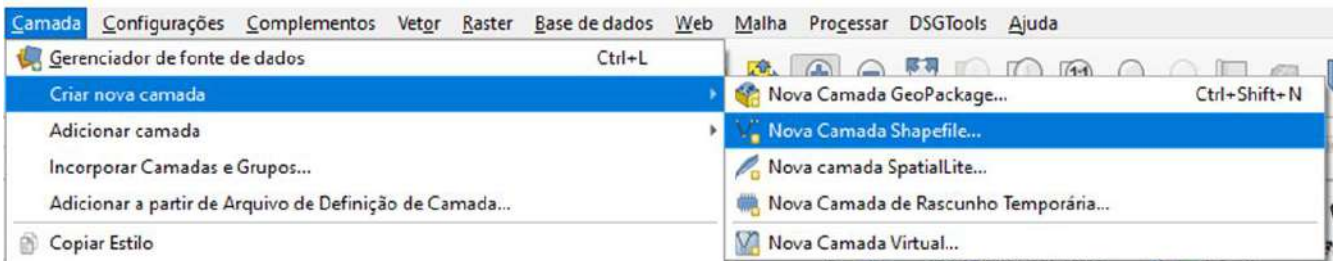 Camada Configurações Complementos Vetor Raster Base de dados Web Malha Processar DSGTools Ajuda
Gerenciador de fonte de dados Ctrl+L
Criar nova camada
Adicionar camada
Incorporar Camadas e Grupos...
Adicionar a partir de Arquivo de Definição de Camada...
Copiar Estilo
Nova Camada GeoPackage... Ctrl+Shift+N
Nova Camada Shapefile...
Nova camada SpatialLite...
Nova Camada de Rascunho Temporária...
Nova Camada Virtual...